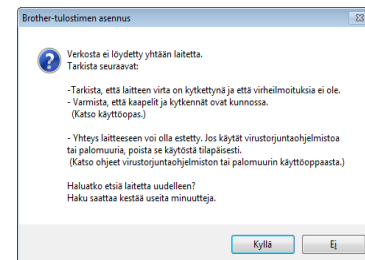 Brother-tulostimen asennus
Verkosta ei löydetty yhtään laitetta.
Tarkista seuraavat:
-Tarkista, että laitteen virta on kytkettynä ja että virheilmoituksia ei ole.
- Varmista, että kaapelit ja kytkennät ovat kunnossa.
(Katso käyttöopas.)
- Yhteys laitteeseen voi olla estetty. Jos käytät virustorjuntaohjelmistoa
tai palomuuria, poista se käytöstä tilapäisesti.
(Katso ohjeet virustorjuntaohjelmiston tai palomuurin käyttöoppaasta.)
Haluatko etsiä laitetta uudelleen?
Haku saattaa kestää useita minuutteja.
Kyllä
Ei